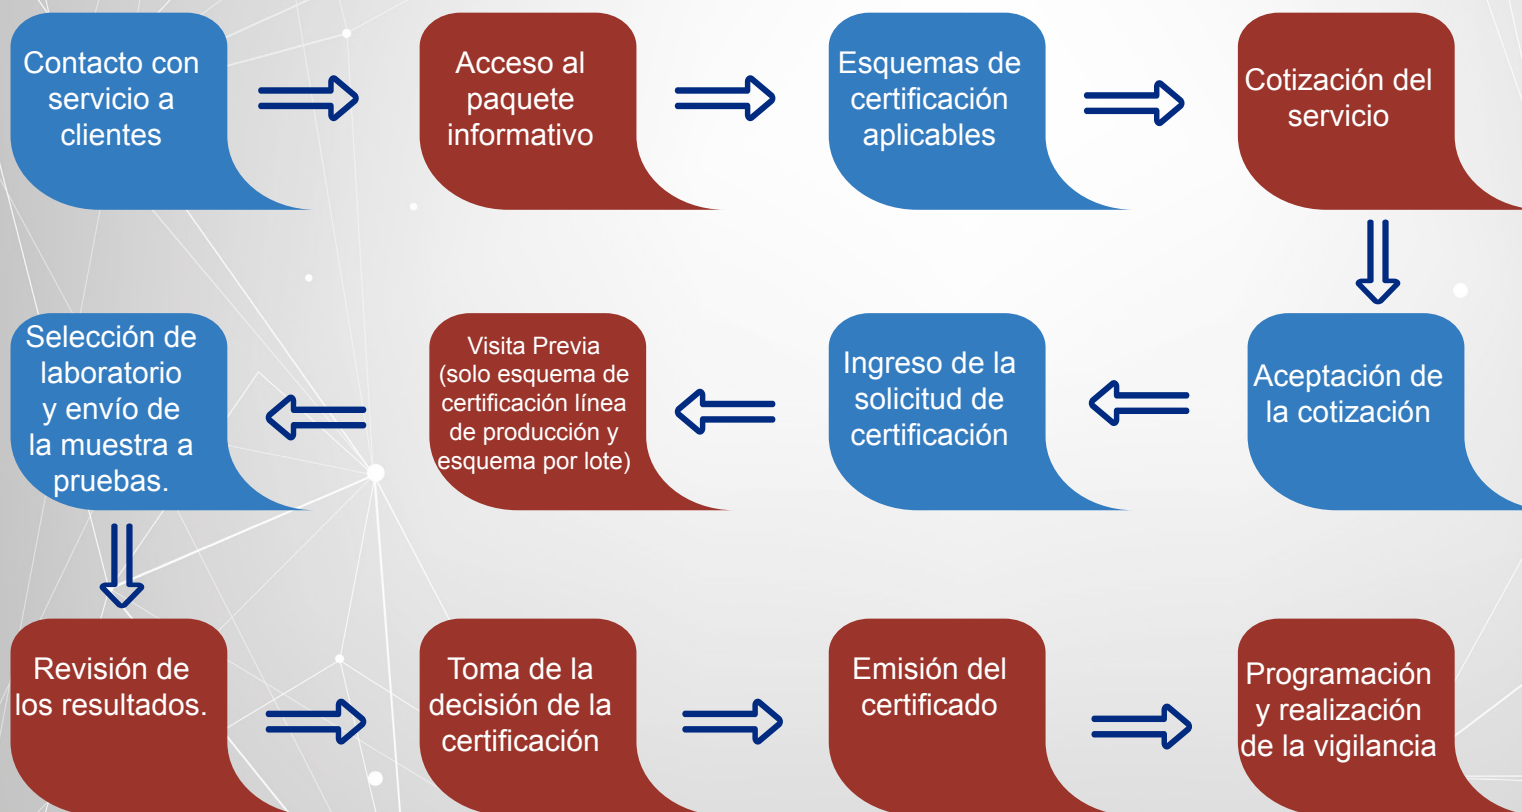 Contacto con
servicio a
clientes
Acceso al
paquete
informativo
Esquemas de
certificación
aplicables
Cotización del
servicio
Aceptación de
la cotización
Ingreso de la
solicitud de
certificación
Visita Previa
(solo esquema de
certificación línea
de producción y
esquema por lote)
Selección de
laboratorio
y envío de
la muestra a
pruebas.
Revisión de
los resultados.
Toma de la
decisión de la
certificación
Emisión del
certificado
Programación
y realización
de la vigilancia